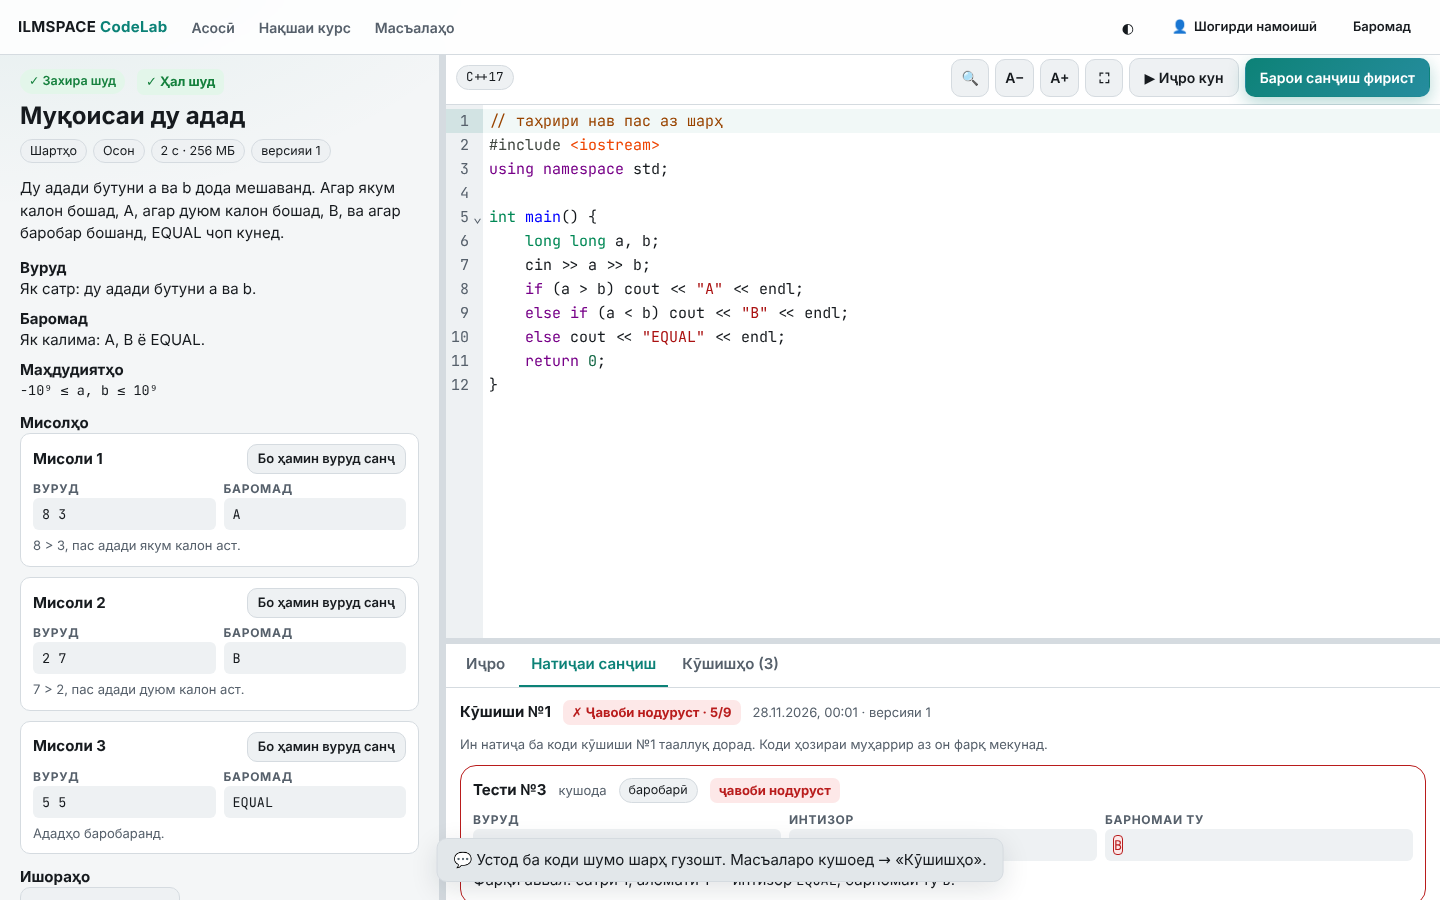 ILMSPACE CodeLab
Асосӣ
Нақшаи курс
Масъалаҳо
Шогирди намоишӣ
Баромад
✓ Захира шуд
✓ Ҳал шуд
Муқоисаи ду адад
Шартҳо
Осон
2 с · 256 МБ
версияи 1
Ду адади бутуни a ва b дода мешаванд. Агар якум
калон бошад, A, агар дуюм калон бошад, B, ва агар
баробар бошанд, EQUAL чоп кунед.
Вуруд
Як сатр: ду адади бутуни a ва b.
Баромад
Як калима: A, B ё EQUAL.
Маҳдудиятҳо
-10⁹ ≤ a, b ≤ 10⁹
Мисолҳо
Мисоли 1
Бо ҳамин вуруд санҷ
ВУРУД
БАРОМАД
8 3
A
8 > 3, пас адади якум калон аст.
Мисоли 2
Бо ҳамин вуруд санҷ
ВУРУД
БАРОМАД
2 7
B
7 > 2, пас адади дуюм калон аст.
Мисоли 3
Бо ҳамин вуруд санҷ
ВУРУД
БАРОМАД
5 5
EQUAL
Ададҳо баробаранд.
Ишораҳо
C++17
A−
A+
▶ Иҷро кун
Барои санҷиш фирист
1 // таҳрири нав пас аз шарҳ
2 #include <iostream>
3 using namespace std;
4
5 int main() {
6 long long a, b;
7 cin >> a >> b;
8 if (a > b) cout << "A" << endl;
9 else if (a < b) cout << "B" << endl;
10 else cout << "EQUAL" << endl;
11 return 0;
12 }
Иҷро
Натиҷаи санҷиш
Кӯшишҳо (3)
Кӯшиши №1
✗ Ҷавоби нодуруст · 5/9
28.11.2026, 00:01 · версияи 1
Ин натиҷа ба коди кӯшиши №1 тааллуқ дорад. Коди ҳозираи муҳаррир аз он фарқ мекунад.
Тести №3
кушода
баробарӣ
ҷавоби нодуруст
ВУРУД
ИНТИЗОР
БАРНОМАИ ТУ
B
💬 Устод ба коди шумо шарҳ гузошт. Масъаларо кушоед → «Кӯшишҳо».